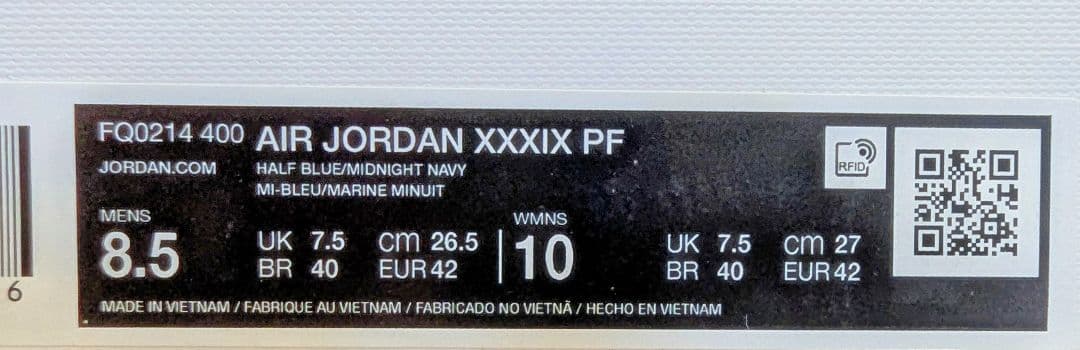 FQ0214 400 AIR JORDAN XXXIX PF
JORDAN.COM HALF BLUE/MIDNIGHT NAVY
MI-BLEU/MARINE MINUIT
RFID
MENS
8.5
UK 7.5 cm 26.5
BR 40 EUR 42
WMNS
10
UK 7.5 cm 27
BR 40 EUR 42
MADE IN VIETNAM / FABRIQUE AU VIETNAM / FABRICADO NO VIETNÃ / HECHO EN VIETNAM
6